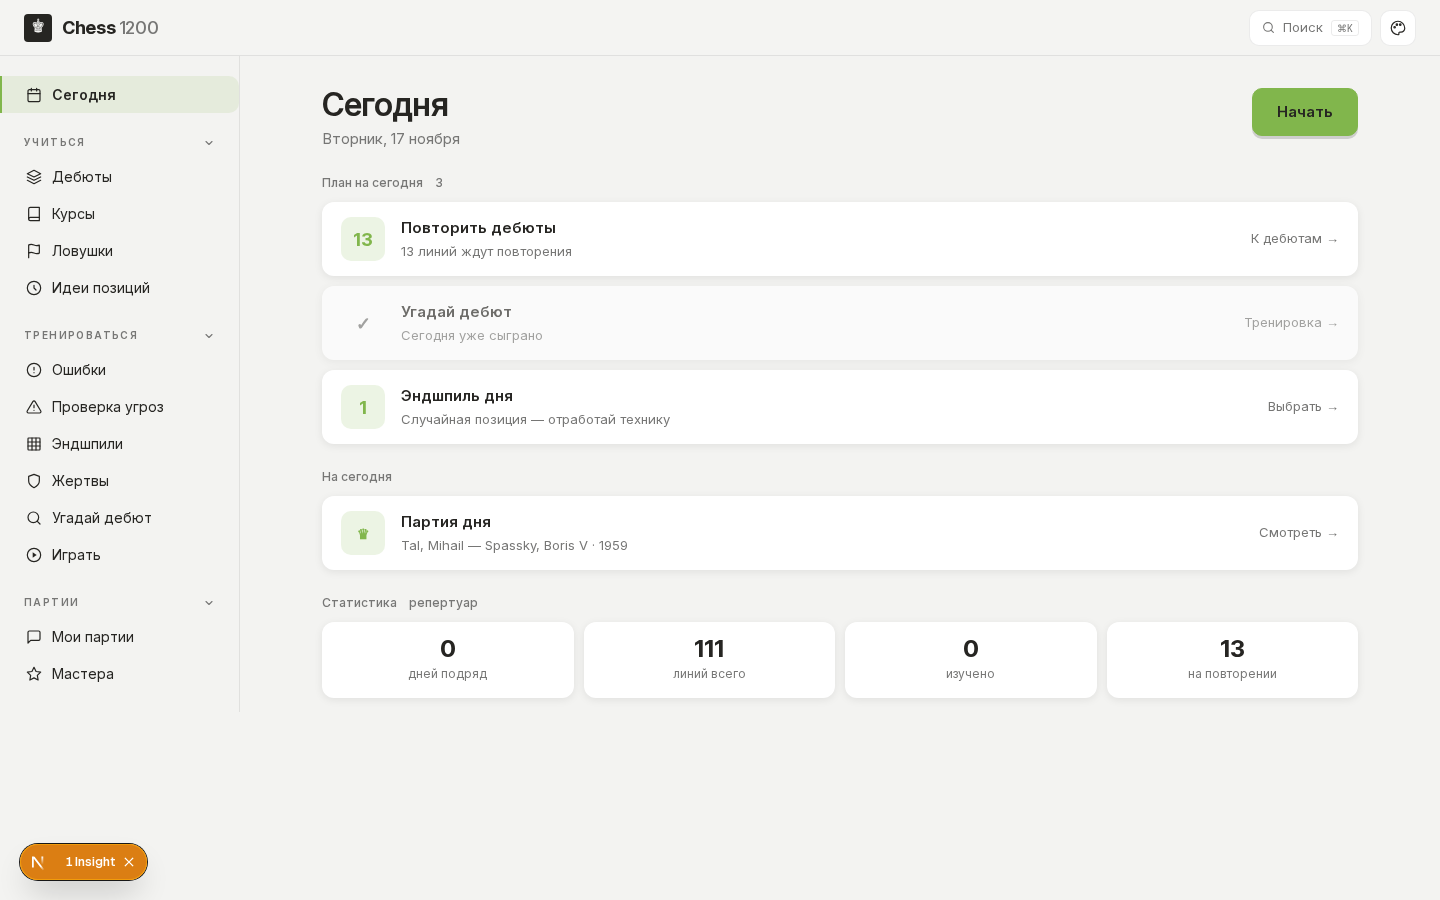 Chess 1200
Поиск ⌘K
Сегодня
УЧИТЬСЯ
Дебюты
Курсы
Ловушки
Идеи позиций
ТРЕНИРОВАТЬСЯ
Ошибки
Проверка угроз
Эндшпили
Жертвы
Угадай дебют
Играть
ПАРТИИ
Мои партии
Мастера
1 Insight
Сегодня
Вторник, 17 ноября
Начать
План на сегодня 3
13
Повторить дебюты
13 линий ждут повторения
К дебютам →
✓
Угадай дебют
Сегодня уже сыграно
Тренировка →
1
Эндшпиль дня
Случайная позиция — отработай технику
Выбрать →
На сегодня
♛
Партия дня
Tal, Mihail — Spassky, Boris V · 1959
Смотреть →
Статистика репертуар
0
дней подряд
111
линий всего
0
изучено
13
на повторении